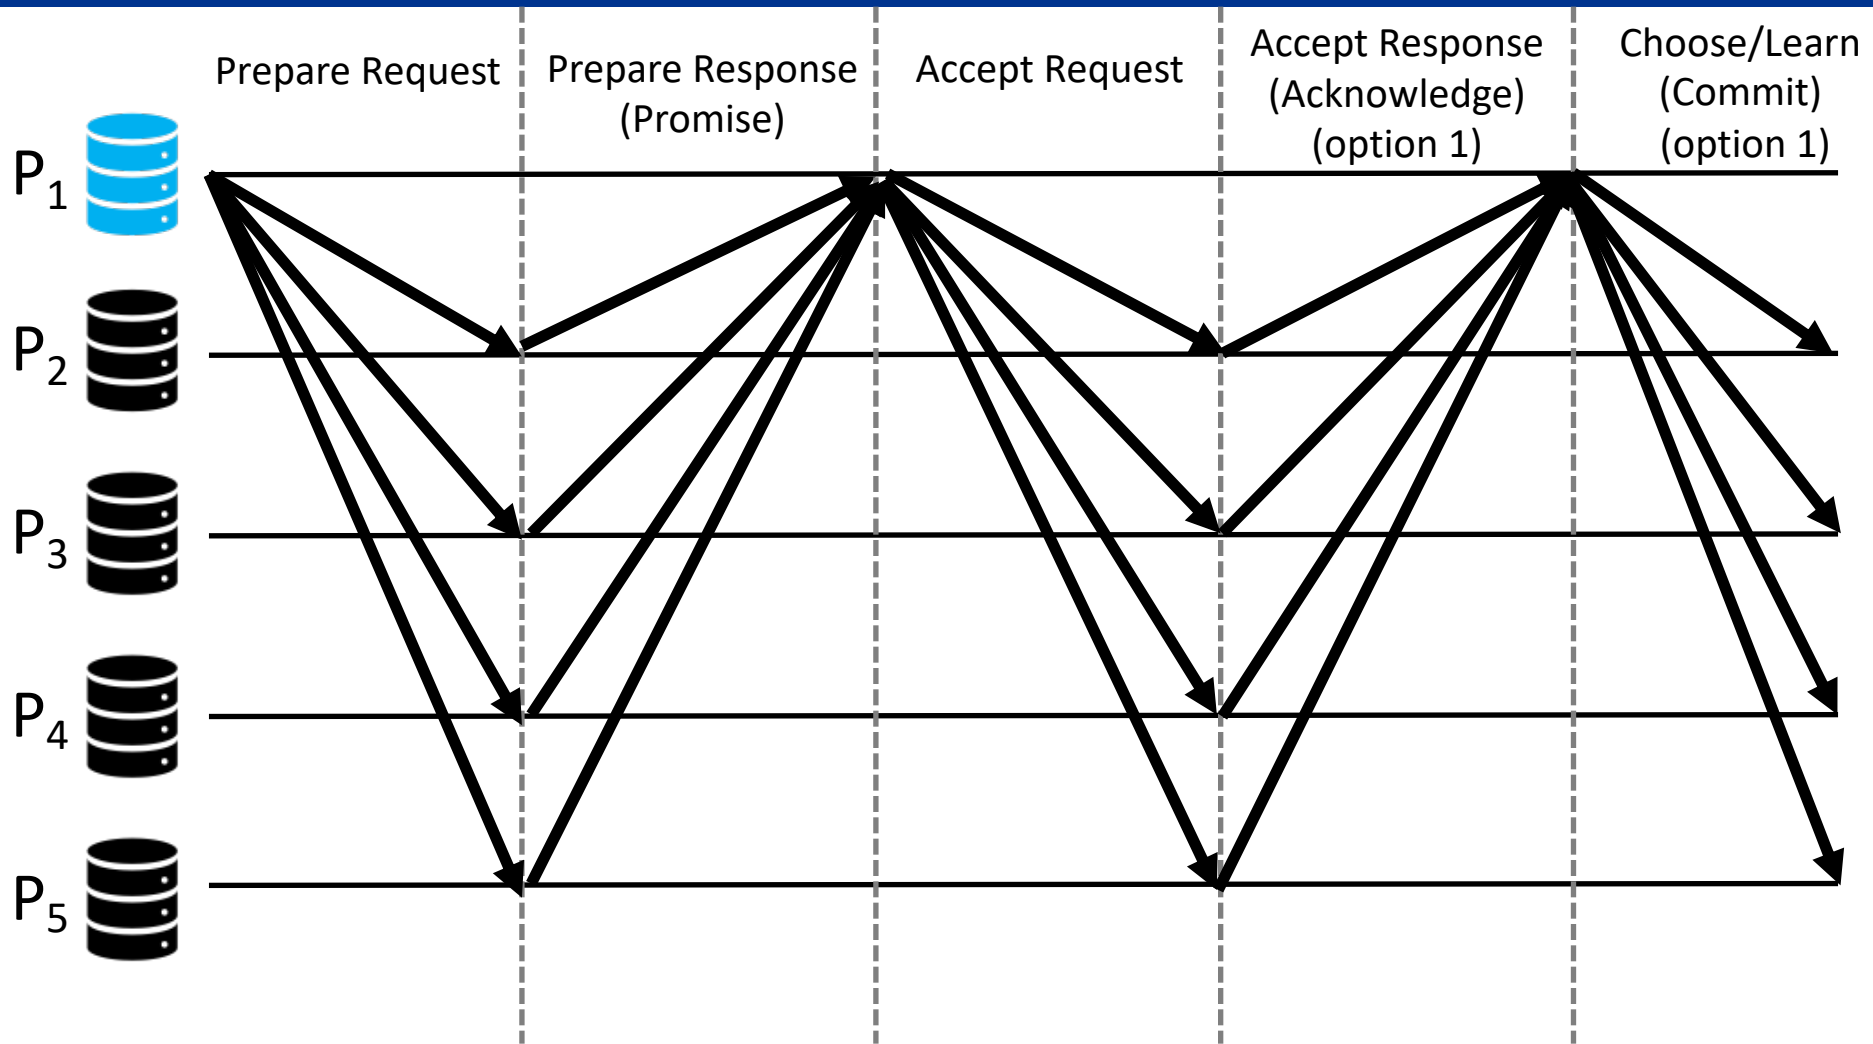 Prepare Request
Prepare Response
(Promise)
Accept Request
Accept Response
(Acknowledge)
(option 1)
Choose/Learn
(Commit)
(option 1)
P1
P2
P3
P4
P5